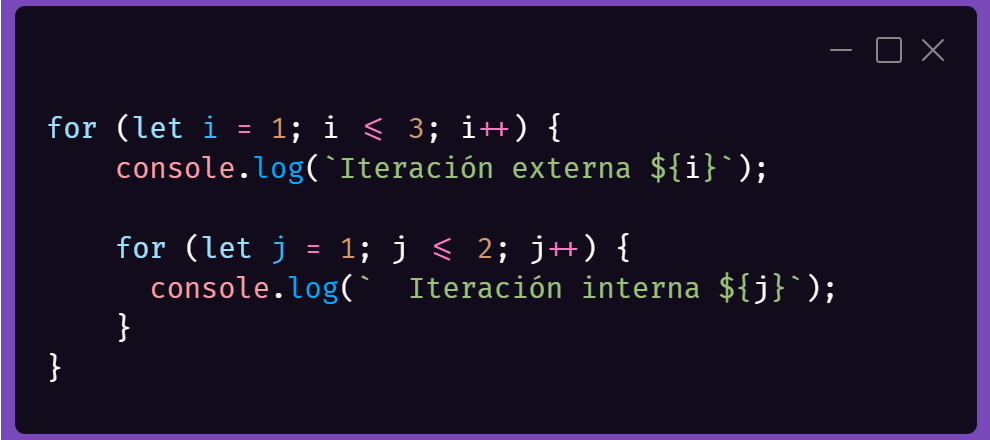 for (let i = 1; i <= 3; i++) {
    console.log(`Iteración externa ${i}`);
    for (let j = 1; j <= 2; j++) {
      console.log(`  Iteración interna ${j}`);
    }
}